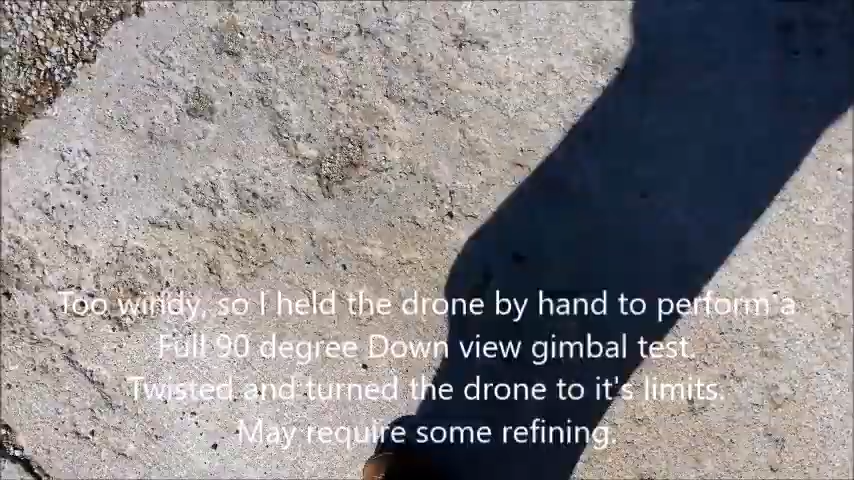 Too windy, so I held the drone by hand to perform a
Full 90 degree Down view gimbal test.
Twisted and turned the drone to it's limits.
May require some refining.